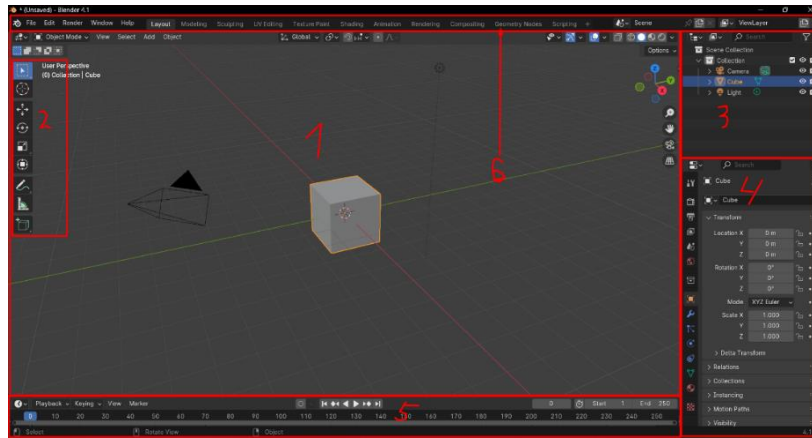 * (Unsaved) - Blender 4.1
File Edit Render Window Help Layout Modeling Sculpting UV Editing Texture Paint Shading Animation Rendering Compositing Geometry Nodes Scripting + Scene ViewLayer
Object Mode View Select Add Object Global Search
Options
User Perspective
(0) Collection | Cube
Scene Collection
Collection
Camera
Cube
Light
1
2
3
6
4
Search
Cube
Cube
Transform
Location X 0 m
Y 0 m
Z 0 m
Rotation X 0°
Y 0°
Z 0°
Mode XYZ Euler
Scale X 1.000
Y 1.000
Z 1.000
Delta Transform
Relations
Collections
Instancing
Motion Paths
Visibility
Playback Keying View Marker 0 Start 1 End 250
5
0 10 20 30 40 50 60 70 80 90 100 110 120 130 140 150 160 170 180 190 200 210 220 230 240 250
Select Rotate View Object